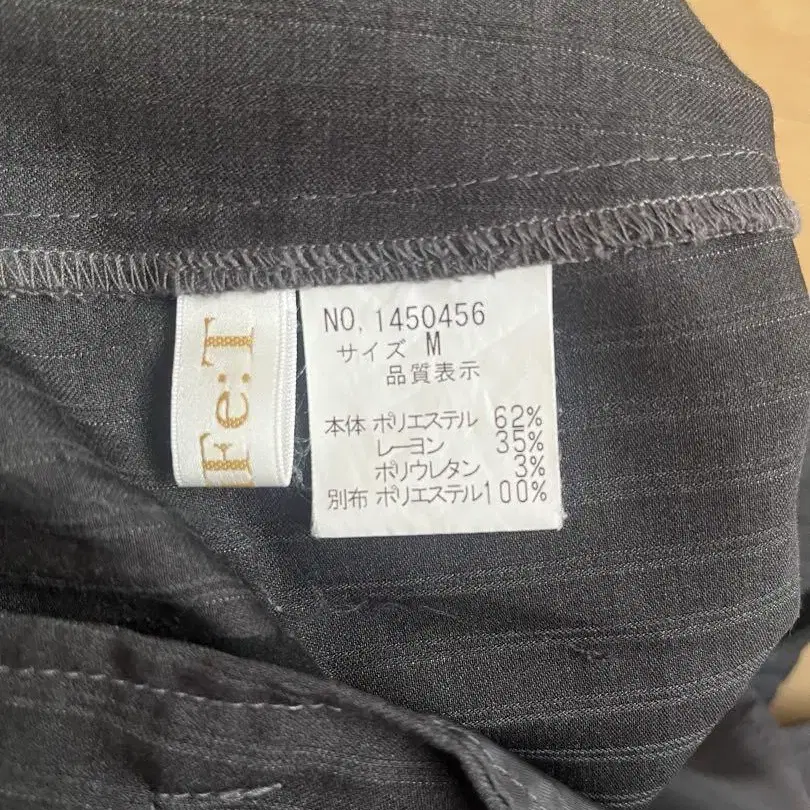 Fe:T
NO, 1450456
サイズ M
品質表示
本体 ポリエステル 62%
レーヨン 35%
ポリウレタン 3%
別布 ポリエステル100%